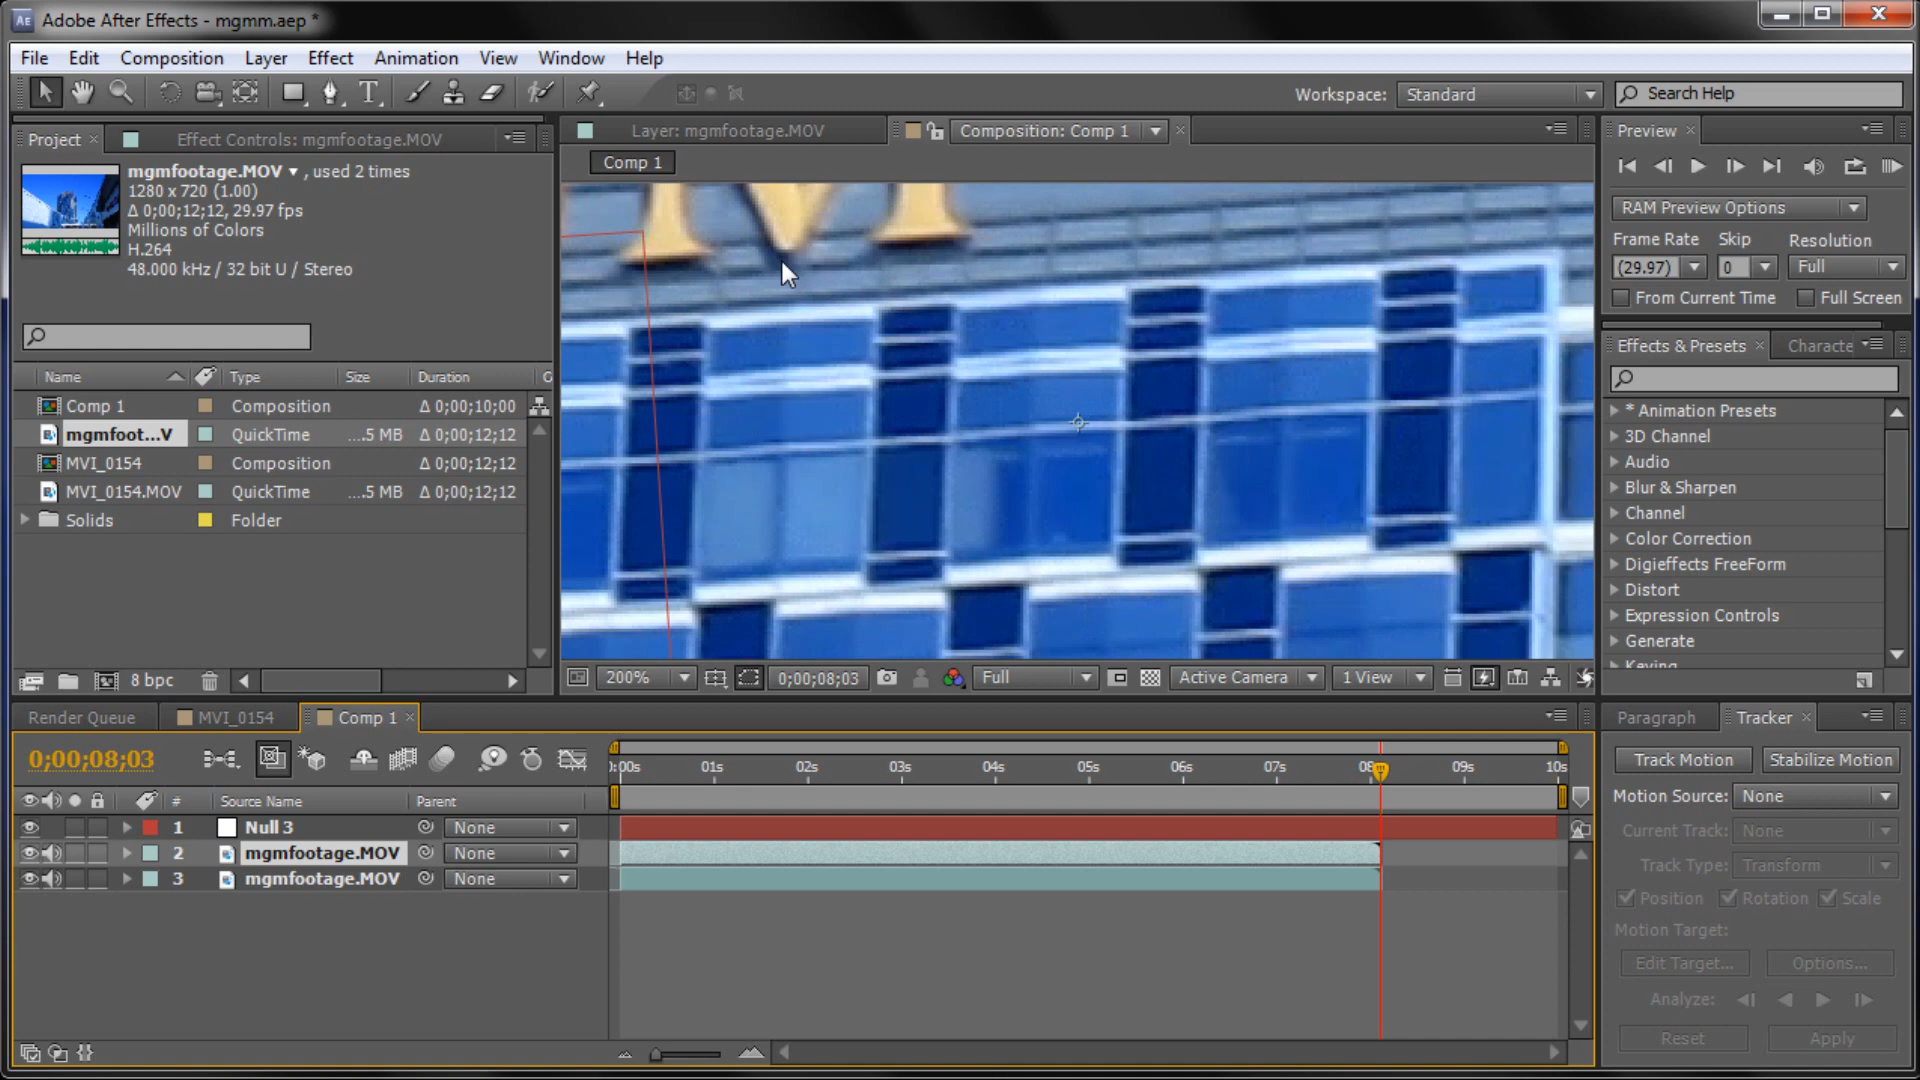 Adobe After Effects - mgmm.aep *
File Edit Composition Layer Effect Animation View Window Help
Workspace: Standard Search Help
Project Effect Controls: mgmfootage.MOV
mgmfootage.MOV , used 2 times
1280 x 720 (1.00)
Δ 0;00;12;12, 29.97 fps
Millions of Colors
H.264
48.000 kHz / 32 bit U / Stereo
Name Type Size Duration
Comp 1 Composition Δ 0;00;10;00
mgmfoot...V QuickTime ....5 MB Δ 0;00;12;12
MVI_0154 Composition Δ 0;00;12;12
MVI_0154.MOV QuickTime ....5 MB Δ 0;00;12;12
Solids Folder
8 bpc
Layer: mgmfootage.MOV Composition: Comp 1
Comp 1
M
200% 0;00;08;03 Full Active Camera 1 View
Preview
RAM Preview Options
Frame Rate Skip Resolution
(29.97) 0 Full
From Current Time Full Screen
Effects & Presets Characte
* Animation Presets
3D Channel
Audio
Blur & Sharpen
Channel
Color Correction
Digieffects FreeForm
Distort
Expression Controls
Generate
Keying
Render Queue MVI_0154 Comp 1
0;00;08;03
00s 01s 02s 03s 04s 05s 06s 07s 08 09s 10s
# Source Name Parent
1 Null 3 None
2 mgmfootage.MOV None
3 mgmfootage.MOV None
Paragraph Tracker
Track Motion Stabilize Motion
Motion Source: None
Current Track: None
Track Type: Transform
Position Rotation Scale
Motion Target:
Edit Target... Options...
Analyze:
Reset Apply